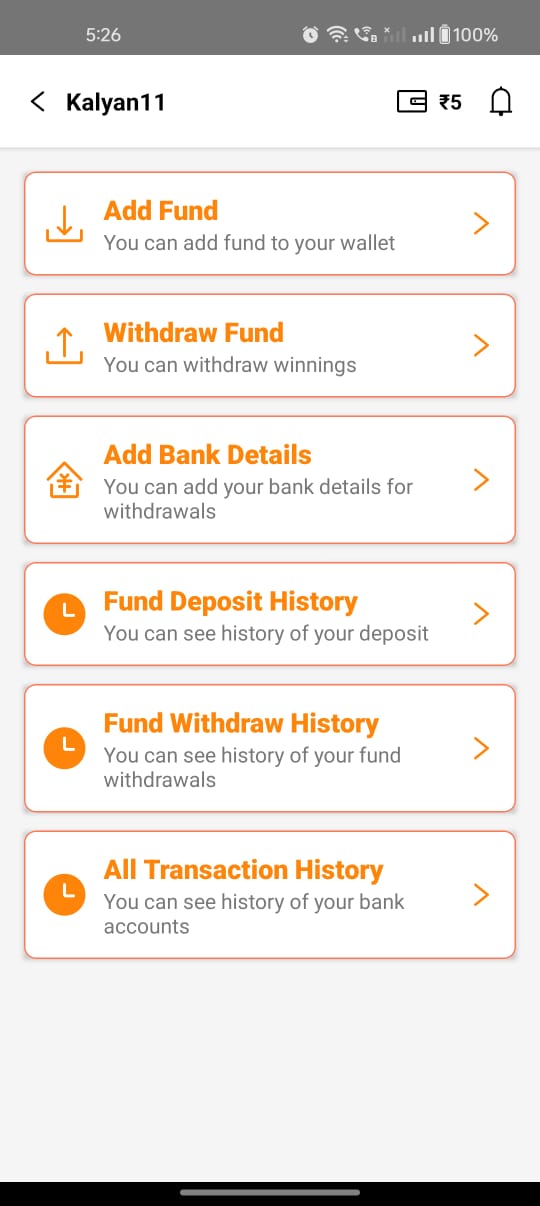 5:26
100%
Kalyan11
₹5
Add Fund
You can add fund to your wallet
Withdraw Fund
You can withdraw winnings
Add Bank Details
You can add your bank details for
withdrawals
Fund Deposit History
You can see history of your deposit
Fund Withdraw History
You can see history of your fund
withdrawals
All Transaction History
You can see history of your bank
accounts